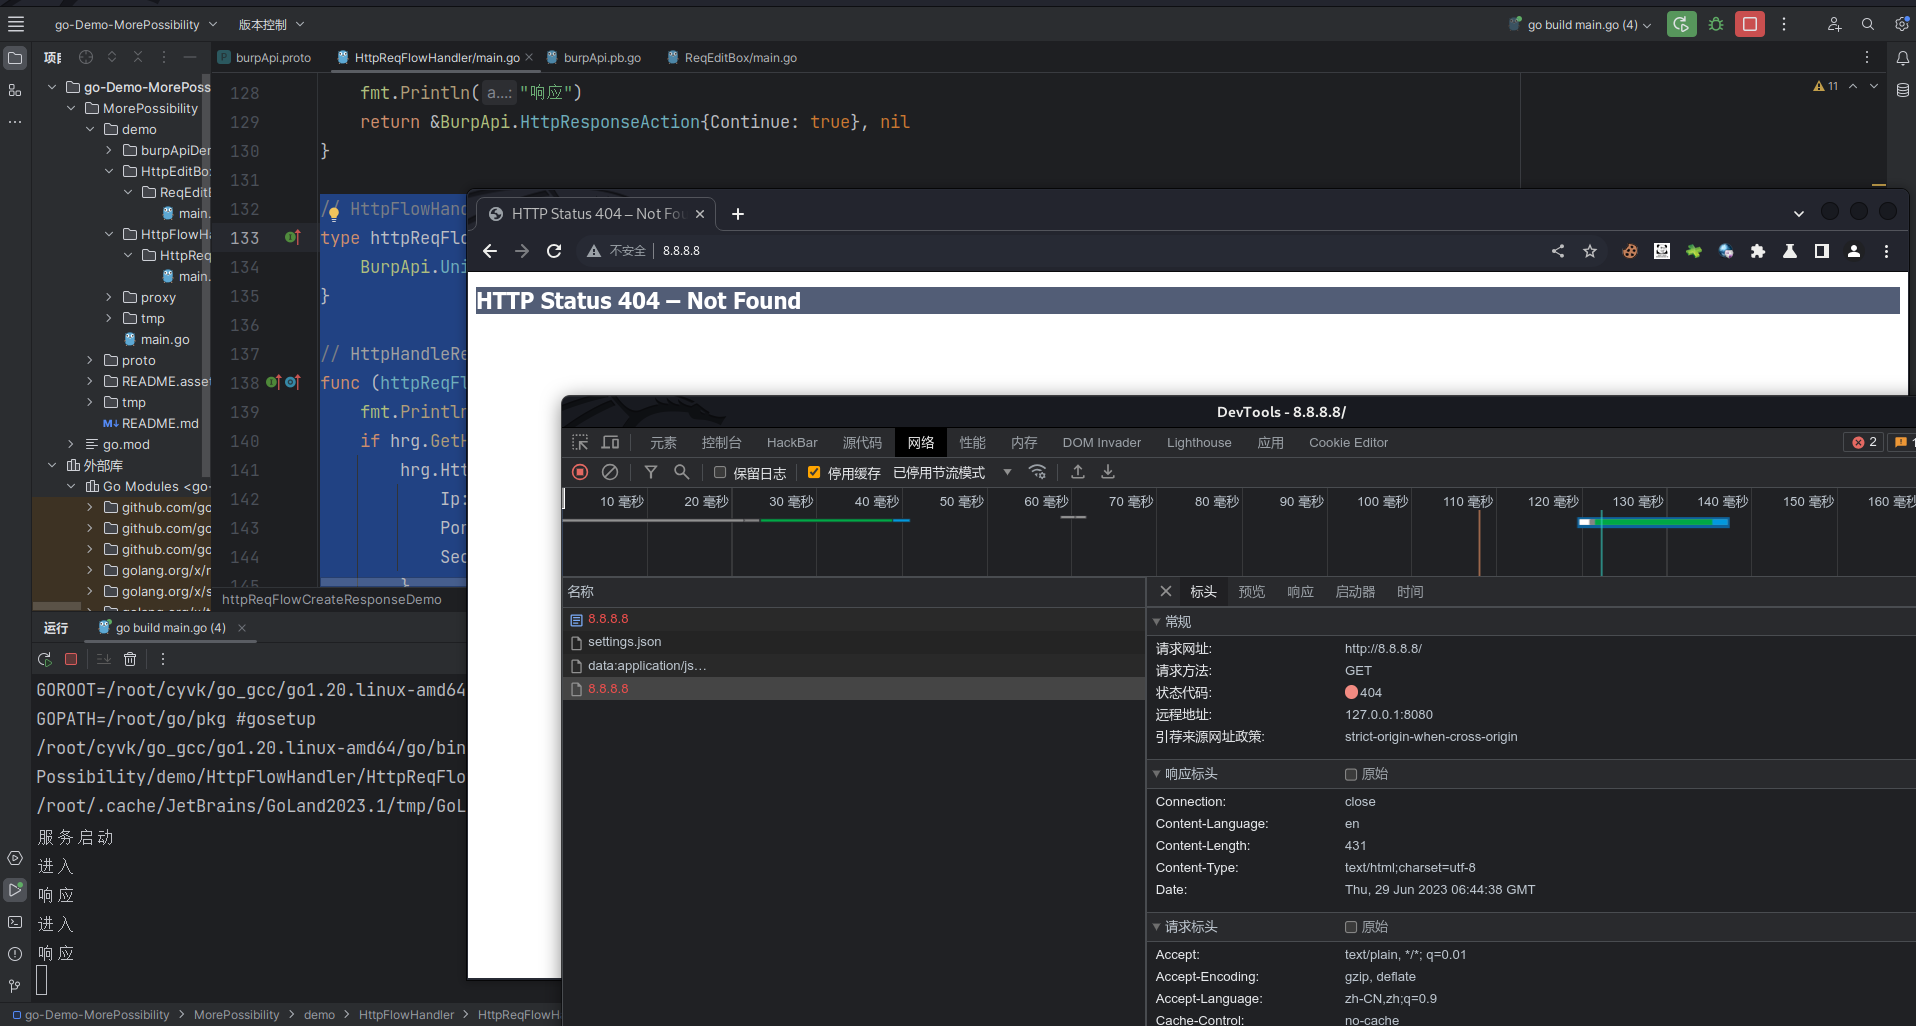 go-Demo-MorePossibility
版本控制
go build main.go (4)
项目
burpApi.proto
HttpReqFlowHandler/main.go
burpApi.pb.go
ReqEditBox/main.go
go-Demo-MorePoss
MorePossibility
demo
burpApiDer
HttpEditBo
ReqEditI
main.
HttpFlowHa
HttpReq
main.
proxy
tmp
main.go
proto
README.asset
tmp
M↓ README.md
go.mod
外部库
Go Modules <go-
github.com/go
github.com/go
github.com/go
golang.org/x/r
golang.org/x/s
golang.org/x/t
11
128 fmt.Println( a...: "响应")
129 return &BurpApi.HttpResponseAction{Continue: true}, nil
130 }
131
132 // HttpFlowHand
133 type httpReqFlo
134 BurpApi.Uni
135 }
136
137 // HttpHandleRe
138 func (httpReqFl
139 fmt.Println
140 if hrg.GetH
141 hrg.Htt
142 Ip:
143 Por
144 Sec
145 }
httpReqFlowCreateResponseDemo
HTTP Status 404 – Not Fou
不安全
8.8.8.8
HTTP Status 404 – Not Found
DevTools - 8.8.8.8/
元素 控制台 HackBar 源代码 网络 性能 内存 DOM Invader Lighthouse 应用 Cookie Editor
2
1
保留日志 停用缓存 已停用节流模式
10 毫秒 20 毫秒 30 毫秒 40 毫秒 50 毫秒 60 毫秒 70 毫秒 80 毫秒 90 毫秒 100 毫秒 110 毫秒 120 毫秒 130 毫秒 140 毫秒 150 毫秒 160 毫秒
名称
8.8.8.8
settings.json
data:application/js…
8.8.8.8
标头 预览 响应 启动器 时间
常规
请求网址: http://8.8.8.8/
请求方法: GET
状态代码: 404
远程地址: 127.0.0.1:8080
引荐来源网址政策: strict-origin-when-cross-origin
响应标头 原始
Connection: close
Content-Language: en
Content-Length: 431
Content-Type: text/html;charset=utf-8
Date: Thu, 29 Jun 2023 06:44:38 GMT
请求标头 原始
Accept: text/plain, */*; q=0.01
Accept-Encoding: gzip, deflate
Accept-Language: zh-CN,zh;q=0.9
Cache-Control: no-cache
运行
go build main.go (4)
GOROOT=/root/cyvk/go_gcc/go1.20.linux-amd64
GOPATH=/root/go/pkg #gosetup
/root/cyvk/go_gcc/go1.20.linux-amd64/go/bin
Possibility/demo/HttpFlowHandler/HttpReqFlo
/root/.cache/JetBrains/GoLand2023.1/tmp/GoL
服务启动
进入
响应
进入
响应
go-Demo-MorePossibility > MorePossibility > demo > HttpFlowHandler > HttpReqFlowH